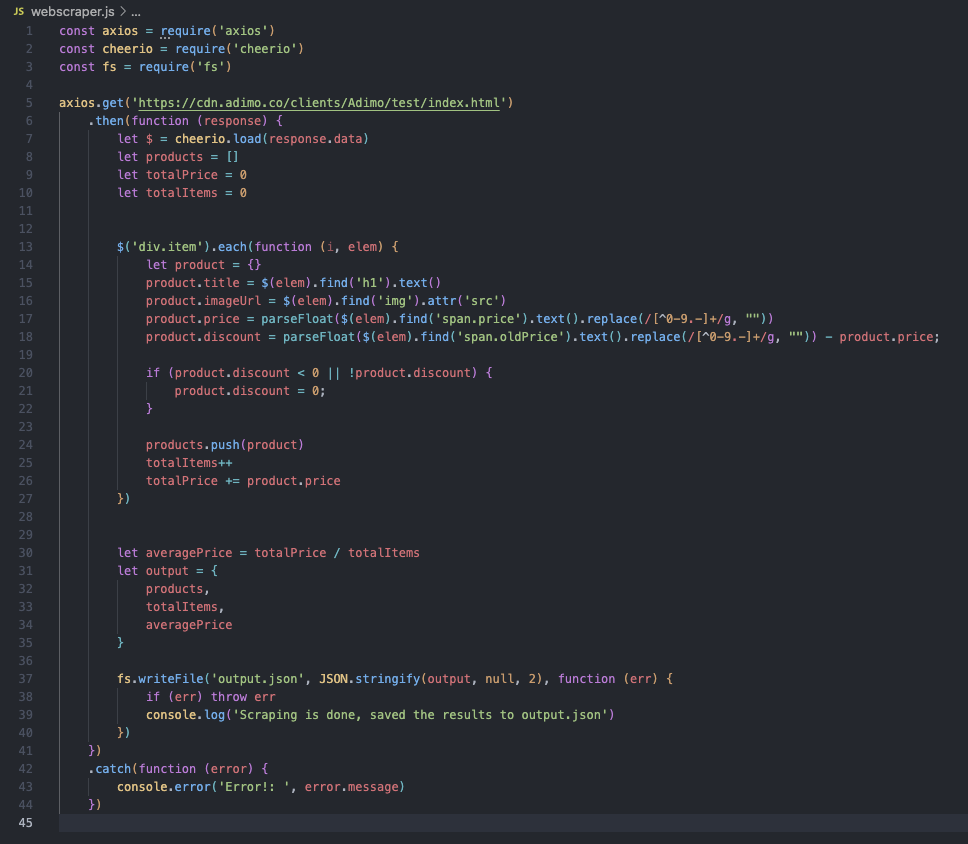 JS webscraper.js > ...
1 const axios = require('axios')
2 const cheerio = require('cheerio')
3 const fs = require('fs')
4
5 axios.get('https://cdn.adimo.co/clients/Adimo/test/index.html')
6     .then(function (response) {
7         let $ = cheerio.load(response.data)
8         let products = []
9         let totalPrice = 0
10         let totalItems = 0
11
12
13         $('div.item').each(function (i, elem) {
14             let product = {}
15             product.title = $(elem).find('h1').text()
16             product.imageUrl = $(elem).find('img').attr('src')
17             product.price = parseFloat($(elem).find('span.price').text().replace(/[^0-9.-]+/g, ""))
18             product.discount = parseFloat($(elem).find('span.oldPrice').text().replace(/[^0-9.-]+/g, "")) - product.price;
19
20             if (product.discount < 0 || !product.discount) {
21                 product.discount = 0;
22             }
23
24             products.push(product)
25             totalItems++
26             totalPrice += product.price
27         })
28
29
30         let averagePrice = totalPrice / totalItems
31         let output = {
32             products,
33             totalItems,
34             averagePrice
35         }
36
37         fs.writeFile('output.json', JSON.stringify(output, null, 2), function (err) {
38             if (err) throw err
39             console.log('Scraping is done, saved the results to output.json')
40         })
41     })
42     .catch(function (error) {
43         console.error('Error!: ', error.message)
44     })
45